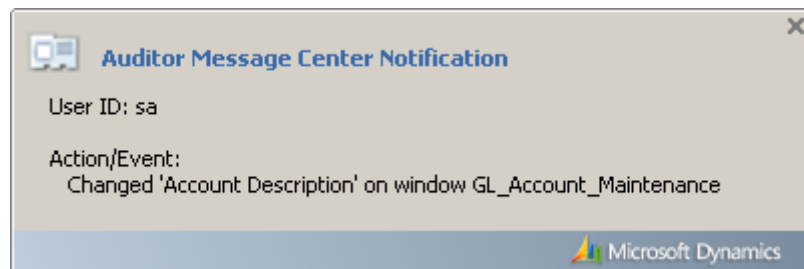 Auditor Message Center Notification
User ID: sa
Action/Event:
Changed 'Account Description' on window GL_Account_Maintenance
Microsoft Dynamics